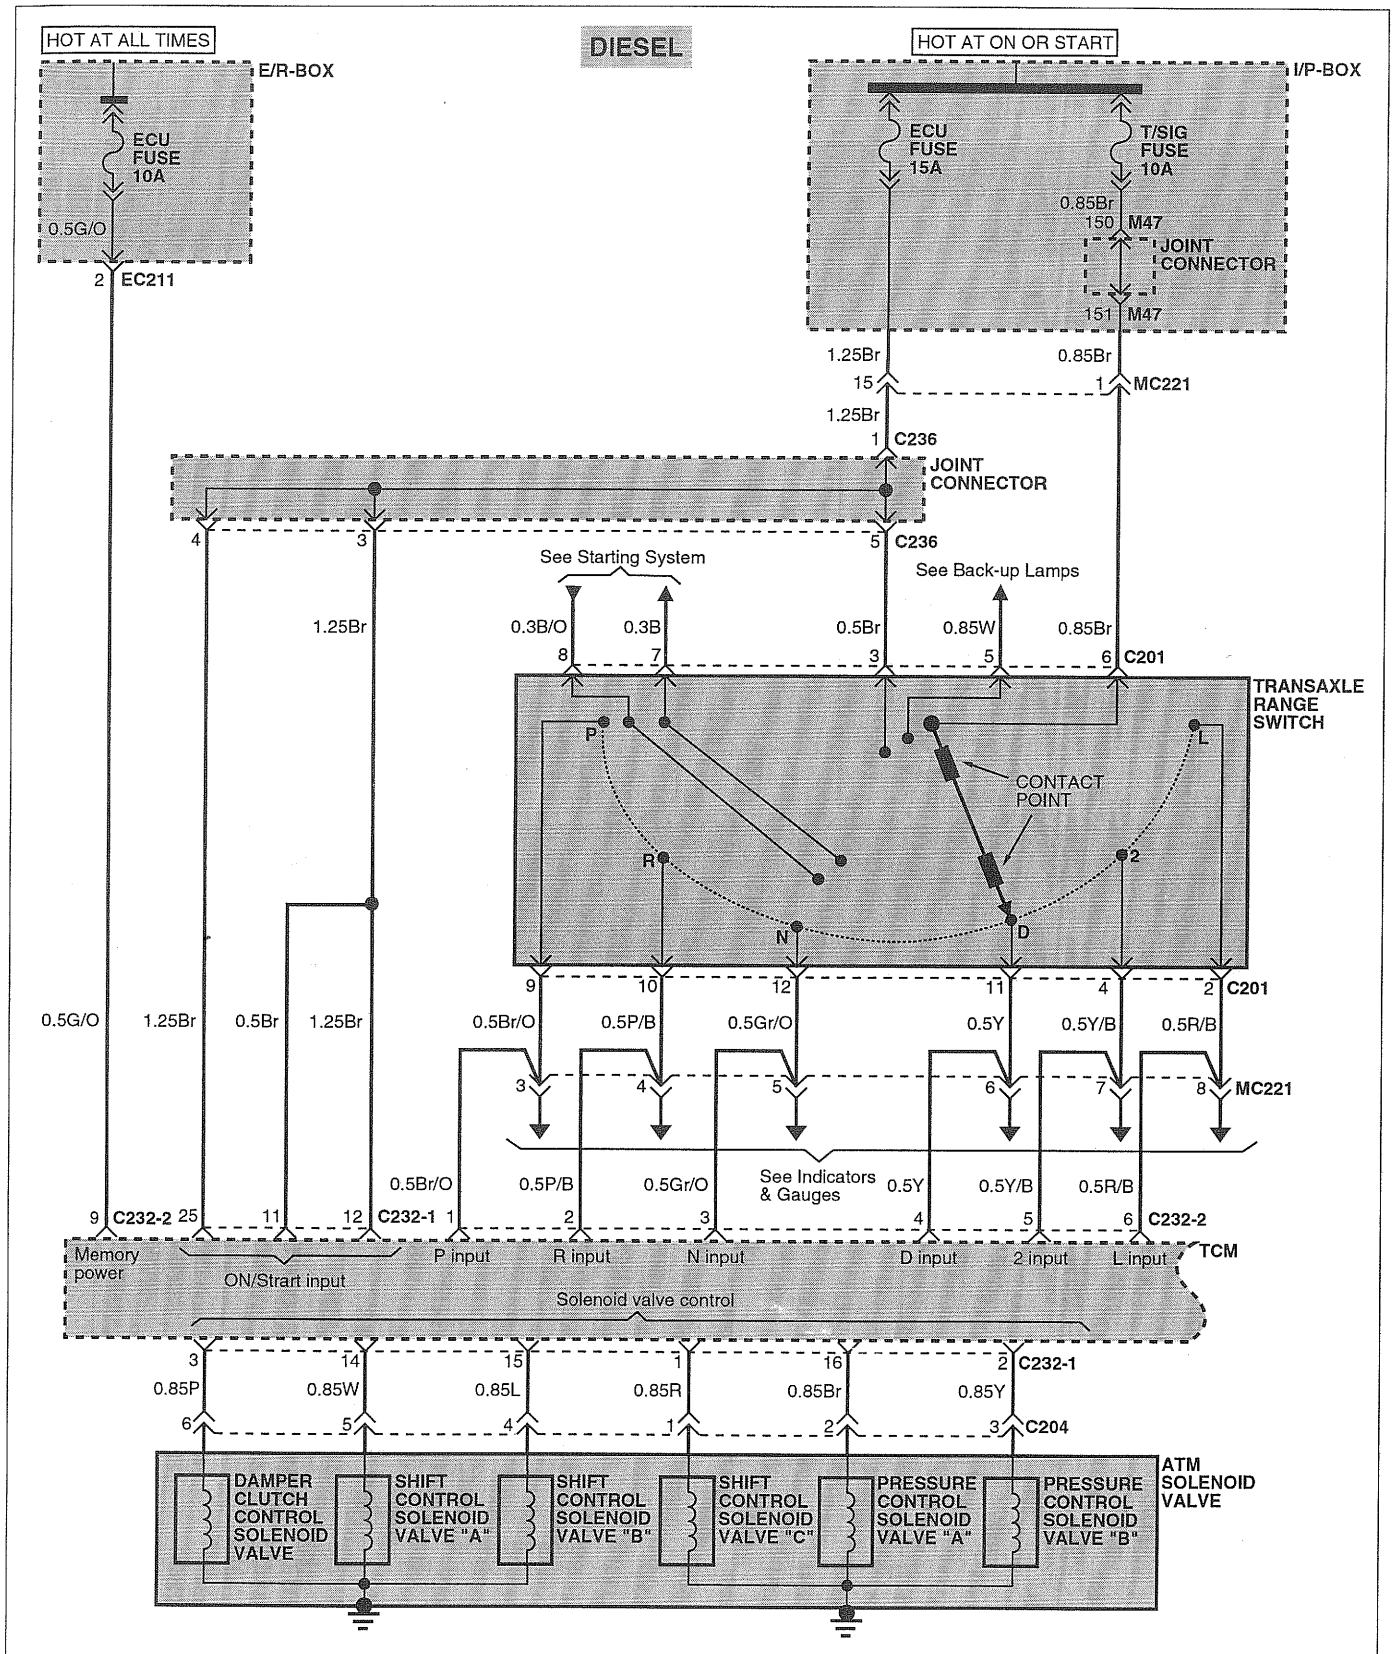 HOT AT ALL TIMES
DIESEL
HOT AT ON OR START
E/R-BOX
I/P-BOX
ECU
FUSE
10A
ECU
FUSE
15A
T/SIG
FUSE
10A
0.5G/O
0.85Br
150 M47
JOINT
CONNECTOR
2 EC211
151 M47
1.25Br
0.85Br
15
1 MC221
1.25Br
1 C236
JOINT
CONNECTOR
4
3
5 C236
See Starting System
See Back-up Lamps
1.25Br
0.3B/O
0.3B
0.5Br
0.85W
0.85Br
8
7
3
5
6 C201
TRANSAXLE
RANGE
SWITCH
P
L
CONTACT
POINT
R
2
N
D
9
10
12
11
4
2 C201
0.5G/O
1.25Br
0.5Br
1.25Br
0.5Br/O
0.5P/B
0.5Gr/O
0.5Y
0.5Y/B
0.5R/B
3
4
5
6
7
8 MC221
See Indicators
& Gauges
0.5Br/O
0.5P/B
0.5Gr/O
0.5Y
0.5Y/B
0.5R/B
9 C232-2
25
11
12 C232-1
1
2
3
4
5
6 C232-2
Memory
power
P input
R input
N input
D input
2 input
L input
TCM
ON/Strart input
Solenoid valve control
3
14
15
1
16
2 C232-1
0.85P
0.85W
0.85L
0.85R
0.85Br
0.85Y
6
5
4
1
2
3 C204
DAMPER
CLUTCH
CONTROL
SOLENOID
VALVE
SHIFT
CONTROL
SOLENOID
VALVE "A"
SHIFT
CONTROL
SOLENOID
VALVE "B"
SHIFT
CONTROL
SOLENOID
VALVE "C"
PRESSURE
CONTROL
SOLENOID
VALVE "A"
PRESSURE
CONTROL
SOLENOID
VALVE "B"
ATM
SOLENOID
VALVE